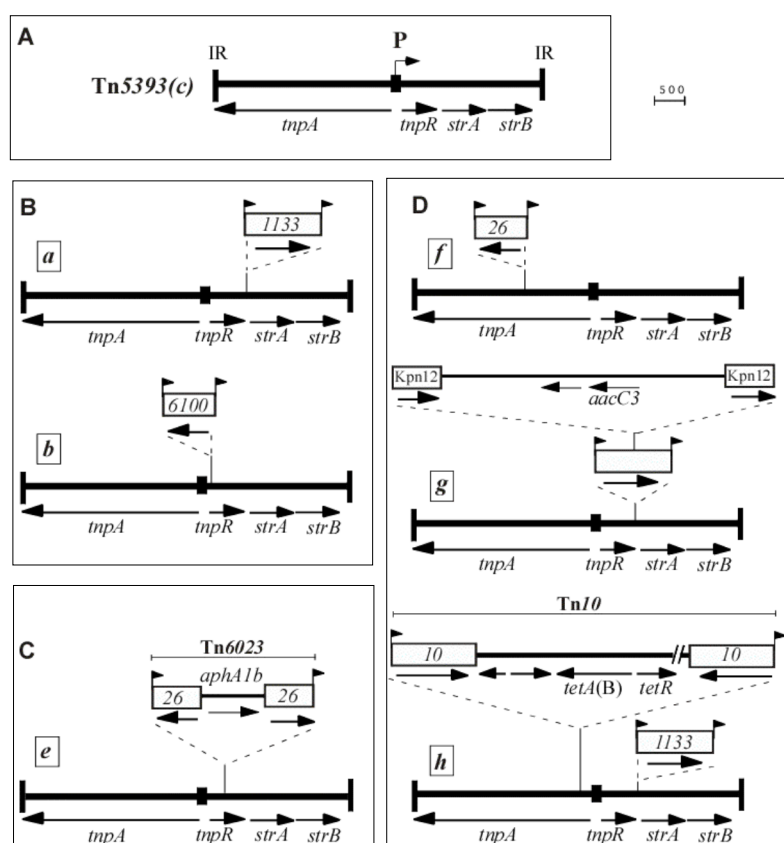 A
P
IR
IR
Tn5393(c)
tnpA
tnpR
strA
strB
500
B
1133
a
tnpA
tnpR
strA
strB
6100
b
tnpA
tnpR
strA
strB
C
Tn6023
aphA1b
26
26
e
tnpA
tnpR
strA
strB
D
26
f
tnpA
tnpR
strA
strB
Kpn12
Kpn12
aacC3
g
tnpA
tnpR
strA
strB
Tn10
10
10
tetA(B)
tetR
1133
h
tnpA
tnpR
strA
strB